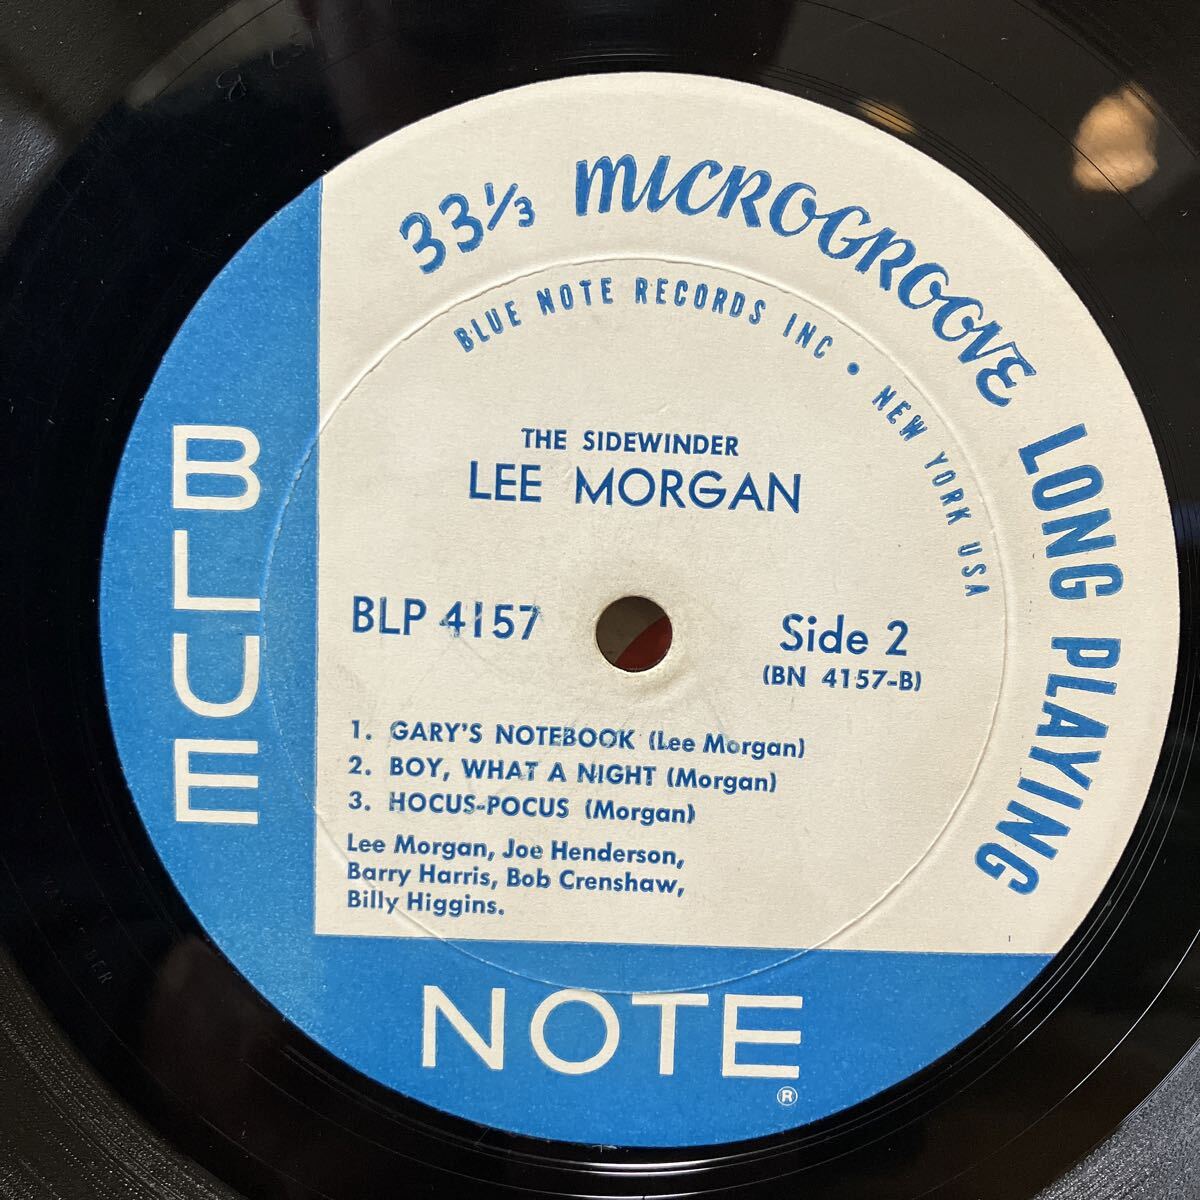 33 1/3 MICROGROOVE LONG PLAYING
BLUE NOTE RECORDS INC • NEW YORK USA
THE SIDEWINDER
LEE MORGAN
BLP 4157
Side 2
(BN 4157-B)
1. GARY'S NOTEBOOK (Lee Morgan)
2. BOY, WHAT A NIGHT (Morgan)
3. HOCUS-POCUS (Morgan)
Lee Morgan, Joe Henderson,
Barry Harris, Bob Crenshaw,
Billy Higgins.
BLUE
NOTE
®